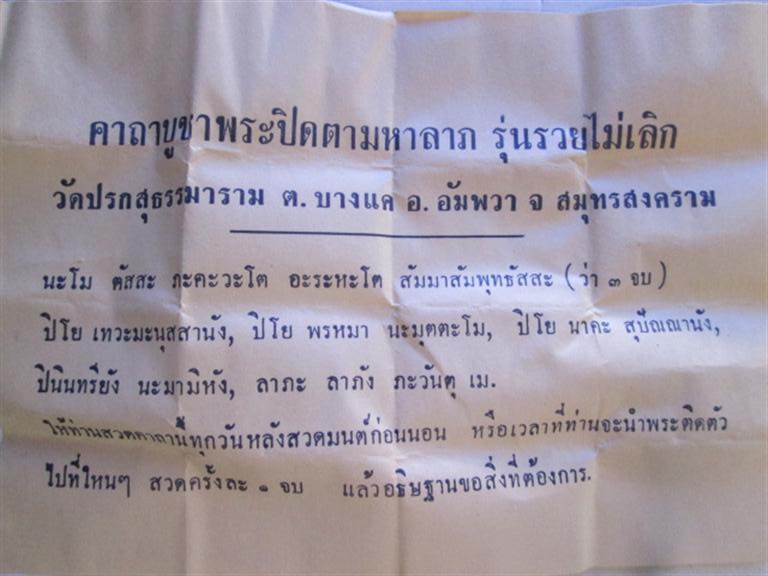 คาถาบูชาพระปิดตามหาลาภ รุ่นรวยไม่เลิก
วัดปรกสุธรรมาราม ต. บางแค อ. อัมพวา จ สมุทรสงคราม
นะโม ตัสสะ ภะคะวะโต อะระหะโต สัมมาสัมพุทธัสสะ (ว่า ๓ จบ)
ปิโย เทวะมะนุสสานัง, ปิโย พรหมา นะมุตตะโม, ปิโย นาคะ สุปัณณานัง,
ปินินทรียัง นะมามิหัง, ลาภะ ลาภัง ภะวันตุ เม.
ให้ท่านสวดคาถานี้ทุกวันหลังสวดมนต์ก่อนนอน หรือเวลาที่ท่านจะนำพระติดตัว
ไปที่ไหนๆ สวดครั้งละ ๑ จบ แล้วอธิษฐานขอสิ่งที่ต้องการ.